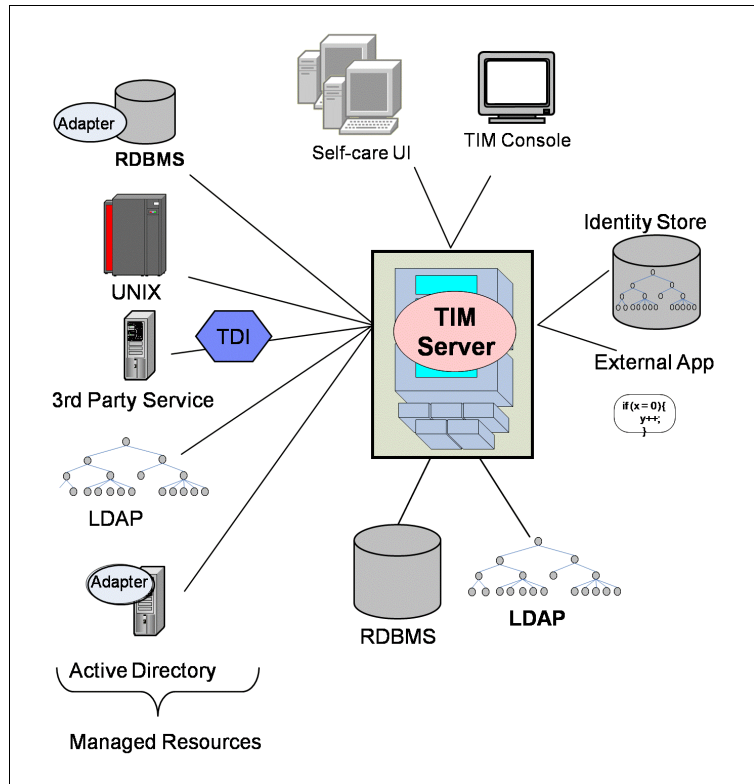 Adapter
RDBMS
Self-care UI
TIM Console
UNIX
TDI
3rd Party Service
LDAP
Adapter
Active Directory
Managed Resources
TIM
Server
Identity Store
External App
if (x = 0){
y++;
}
RDBMS
LDAP